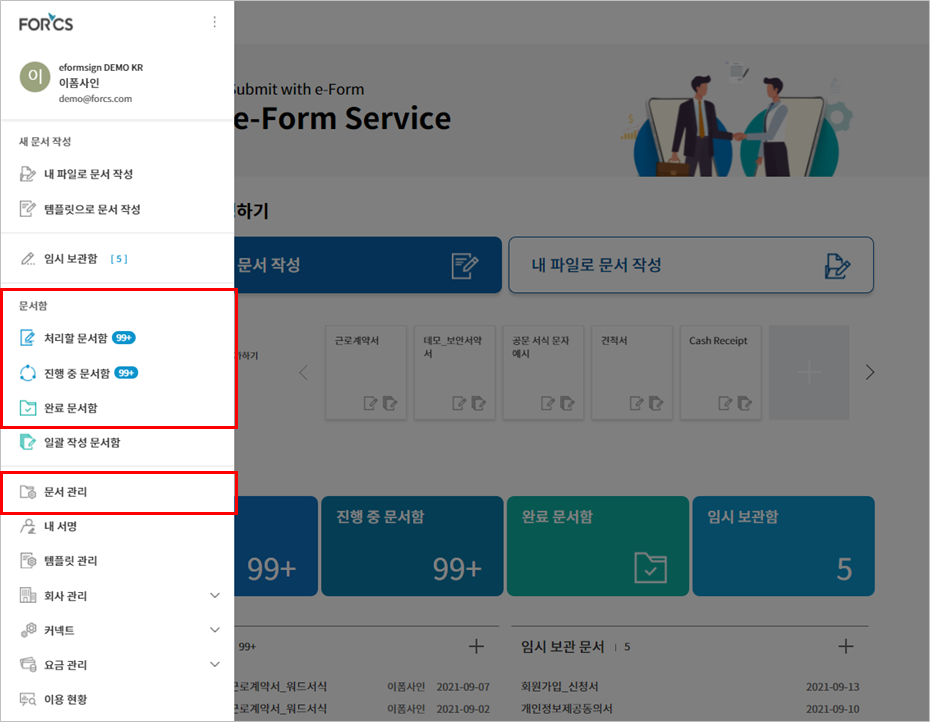 FORCS
이
eformsign DEMO KR
이폼사인
demo@forcs.com
새 문서 작성
내 파일로 문서 작성
템플릿으로 문서 작성
임시 보관함 [ 5 ]
문서함
처리할 문서함 99+
진행 중 문서함 99+
완료 문서함
일괄 작성 문서함
문서 관리
내 서명
템플릿 관리
회사 관리
커넥트
요금 관리
이용 현황
Submit with e-Form
e-Form Service
하기
문서 작성
내 파일로 문서 작성
가하기
근로계약서
데모_보안서약
서
공문 서식 문자
예시
견적서
Cash Receipt
99+
진행 중 문서함
99+
완료 문서함
임시 보관함
5
99+
근로계약서_워드서식 이폼사인 2021-09-07
근로계약서_워드서식 이폼사인 2021-09-02
임시 보관 문서 | 5
회원가입_신청서 2021-09-13
개인정보제공동의서 2021-09-10